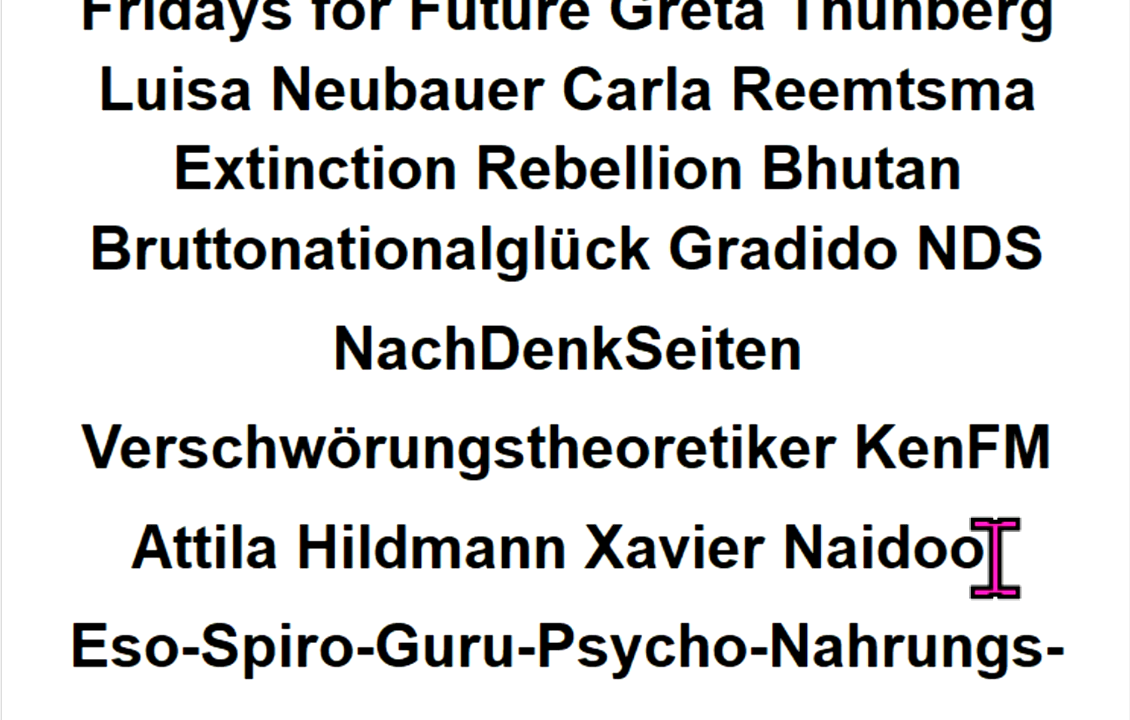 Fridays for Future Greta Thunberg
Luisa Neubauer Carla Reemtsma
Extinction Rebellion Bhutan
Bruttonationalglück Gradido NDS
NachDenkSeiten
Verschwörungstheoretiker KenFM
Attila Hildmann Xavier Naidoo
Eso-Spiro-Guru-Psycho-Nahrungs-